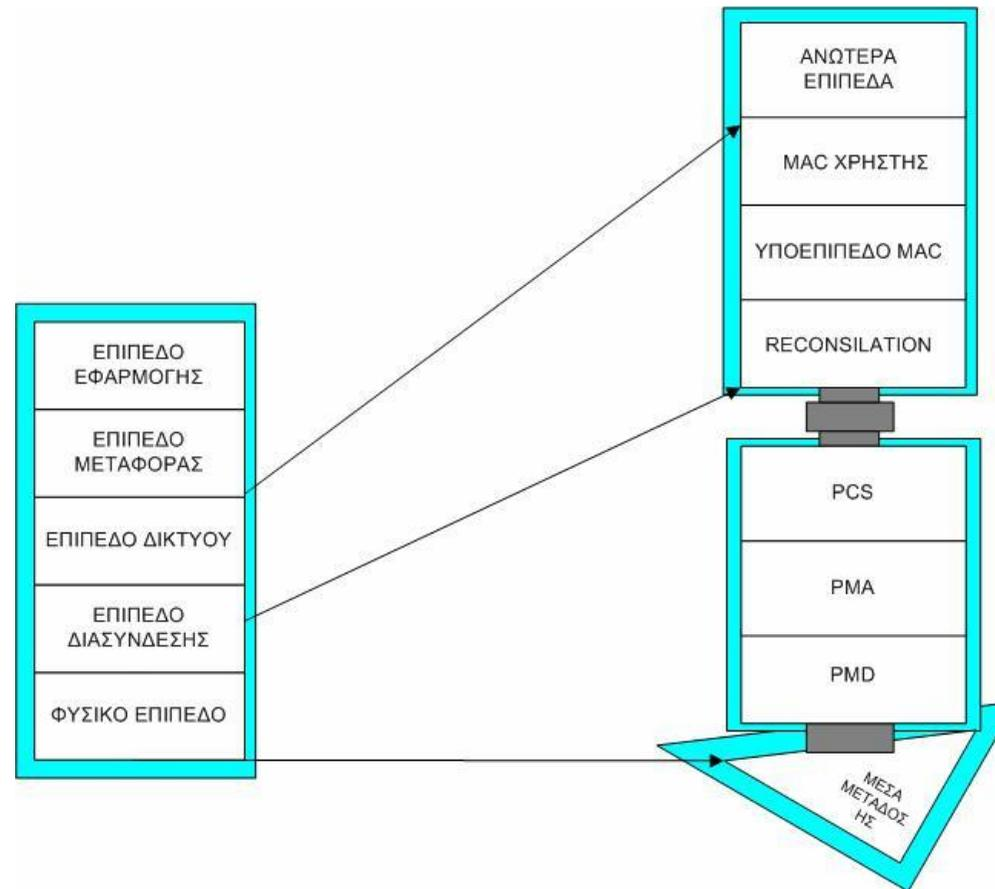 ΕΠΙΠΕΔΟ
ΕΦΑΡΜΟΓΗΣ
ΕΠΙΠΕΔΟ
ΜΕΤΑΦΟΡΑΣ
ΕΠΙΠΕΔΟ ΔΙΚΤΥΟΥ
ΕΠΙΠΕΔΟ
ΔΙΑΣΥΝΔΕΣΗΣ
ΦΥΣΙΚΟ ΕΠΙΠΕΔΟ
ΑΝΩΤΕΡΑ
ΕΠΙΠΕΔΑ
MAC ΧΡΗΣΤΗΣ
ΥΠΟΕΠΙΠΕΔΟ MAC
RECONSILATION
PCS
PMA
PMD
ΜΕΣΑ
ΜΕΤΑΔΟΣ
ΗΣ